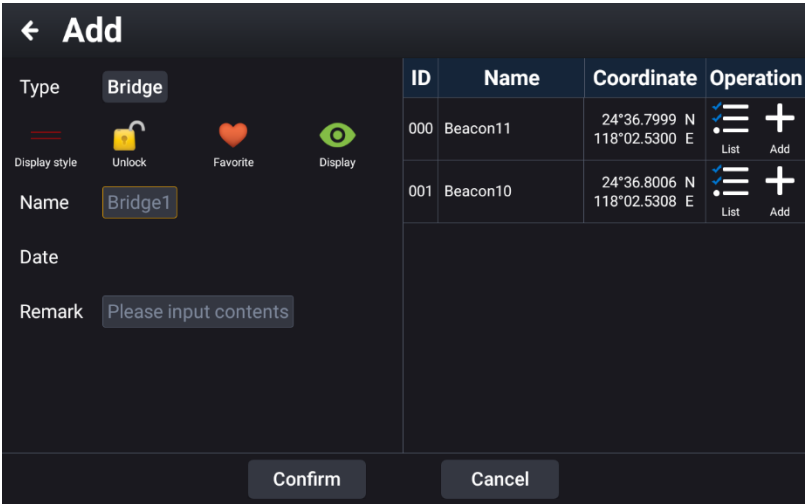 Add
Type Bridge
Display style Unlock Favorite Display
Name Bridge1
Date
Remark Please input contents
ID Name Coordinate Operation
000 Beacon11 24°36.7999 N
118°02.5300 E List Add
001 Beacon10 24°36.8006 N
118°02.5308 E List Add
Confirm Cancel